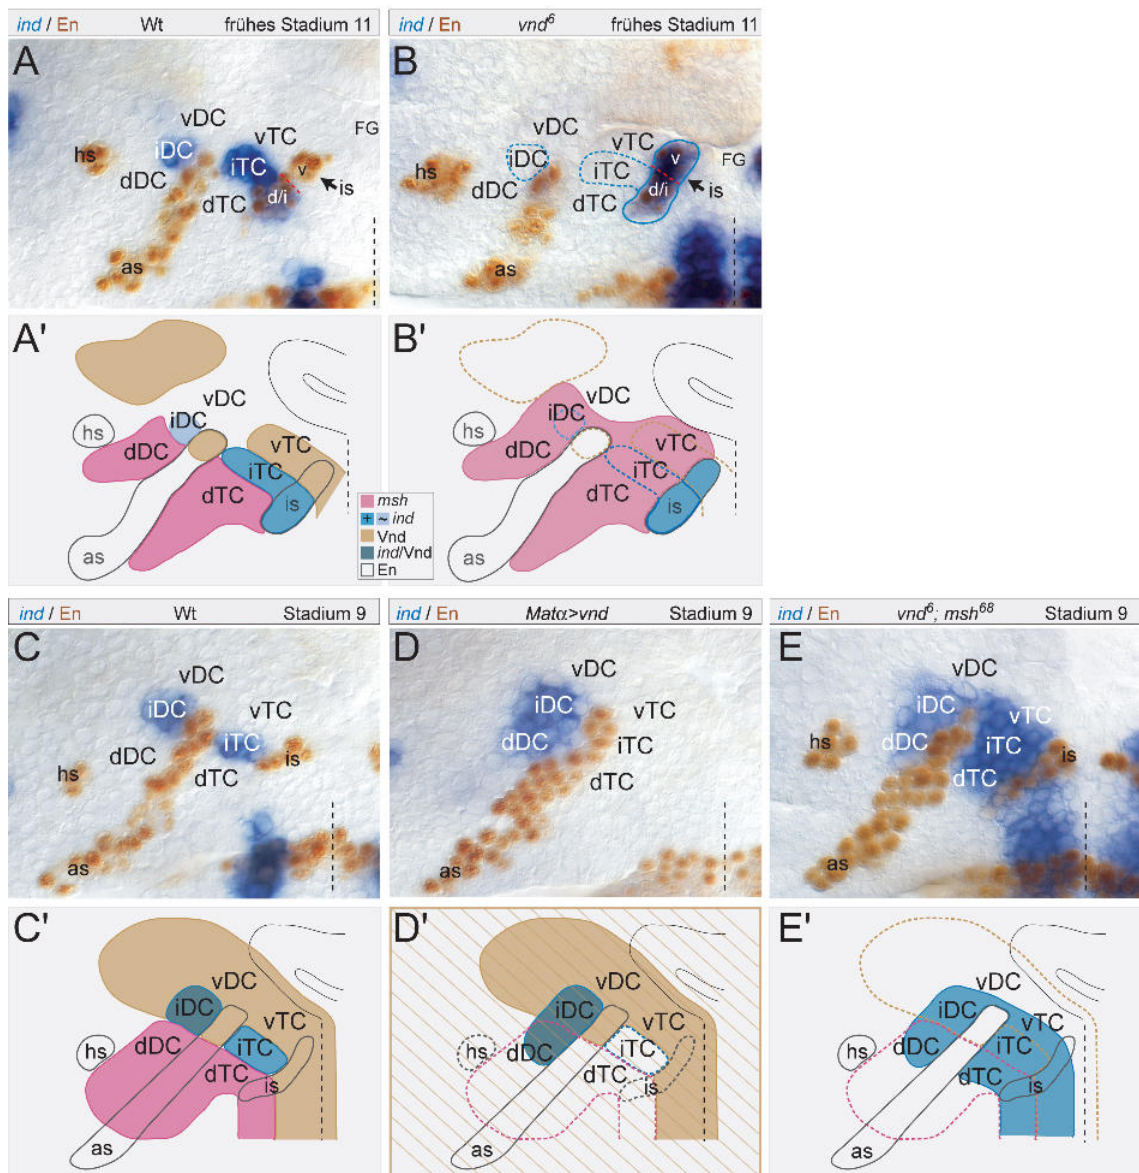 ind / En Wt frühes Stadium 11
ind / En vnd⁶ frühes Stadium 11
A
vDC
FG
hs
iDC
vTC
iTC
v
dDC
is
dTC
d/i
as
B
vDC
vTC
v
FG
hs
iDC
iTC
dDC
is
d/i
dTC
as
A'
vDC
iDC
hs
dDC
vTC
iTC
dTC
is
as
B'
vDC
iDC
hs
dDC
vTC
iTC
dTC
is
as
msh
+ ~ ind
Vnd
ind/Vnd
En
ind / En Wt Stadium 9
ind / En Matα>vnd Stadium 9
ind / En vnd⁶; msh⁶⁸ Stadium 9
C
vDC
iDC
vTC
iTC
dDC
is
hs
dTC
as
D
vDC
iDC
vTC
dDC
iTC
dTC
as
E
vDC
iDC
vTC
hs
dDC
iTC
is
dTC
as
C'
vDC
iDC
vTC
hs
dDC
iTC
dTC
is
as
D'
vDC
iDC
vTC
hs
dDC
iTC
dTC
is
as
E'
vDC
iDC
vTC
hs
dDC
iTC
dTC
is
as